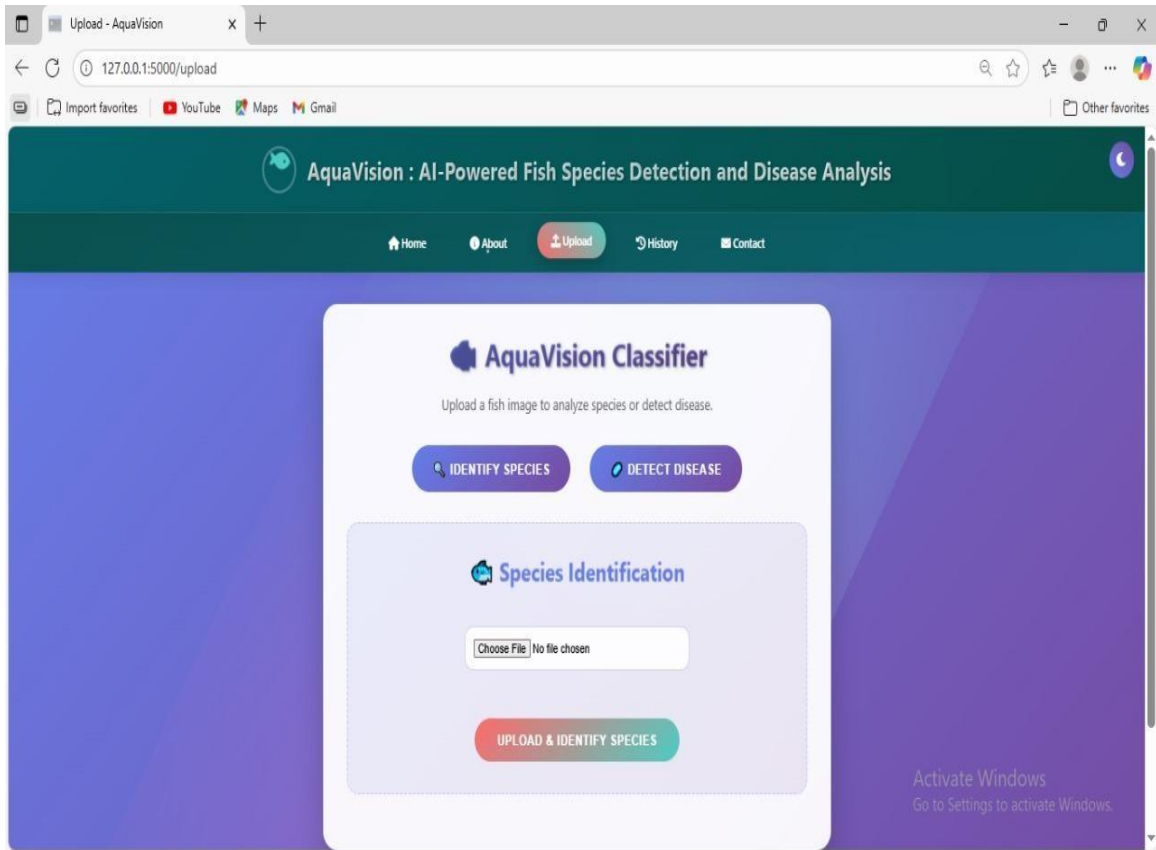 Upload - AquaVision
127.0.0.1:5000/upload
Import favorites YouTube Maps Gmail Other favorites
AquaVision : AI-Powered Fish Species Detection and Disease Analysis
Home About Upload History Contact
AquaVision Classifier
Upload a fish image to analyze species or detect disease.
IDENTIFY SPECIES DETECT DISEASE
Species Identification
Choose File No file chosen
UPLOAD & IDENTIFY SPECIES
Activate Windows
Go to Settings to activate Windows.